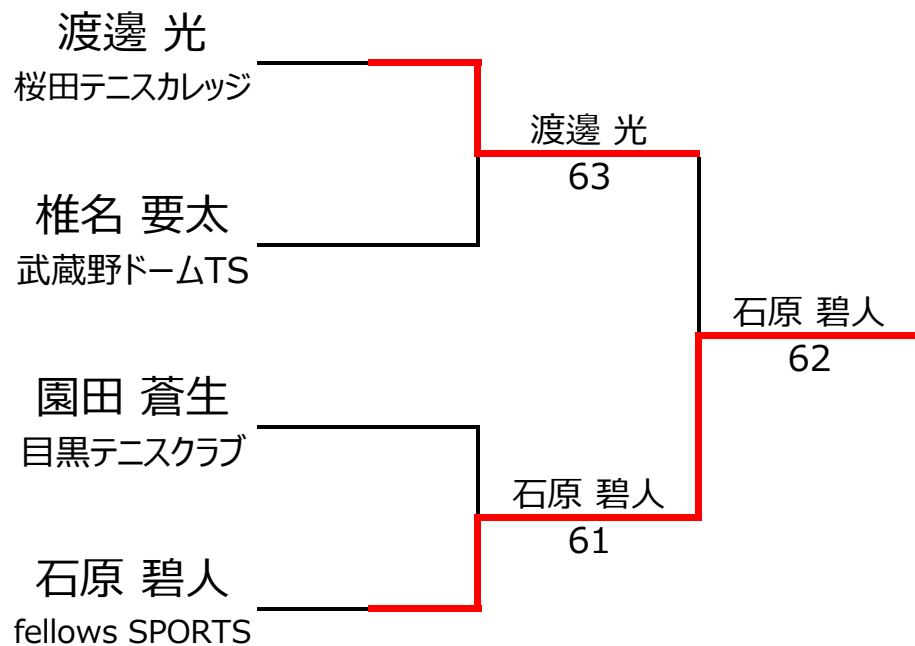 渡邊 光
桜田テニスカレッジ
渡邊 光
63
椎名 要太
武蔵野ドームTS
石原 碧人
62
園田 蒼生
目黒テニスクラブ
石原 碧人
61
石原 碧人
fellows SPORTS